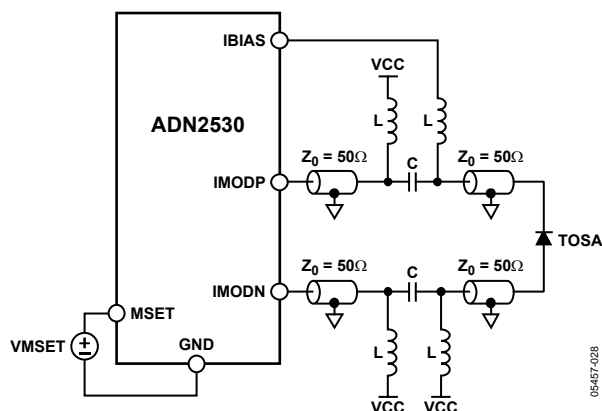 IBIAS
VCC
ADN2530
L
L
Z0 = 50Ω
C
Z0 = 50Ω
IMODP
TOSA
Z0 = 50Ω
C
Z0 = 50Ω
IMODN
MSET
GND
VMSET
L
L
VCC
VCC
05457-028